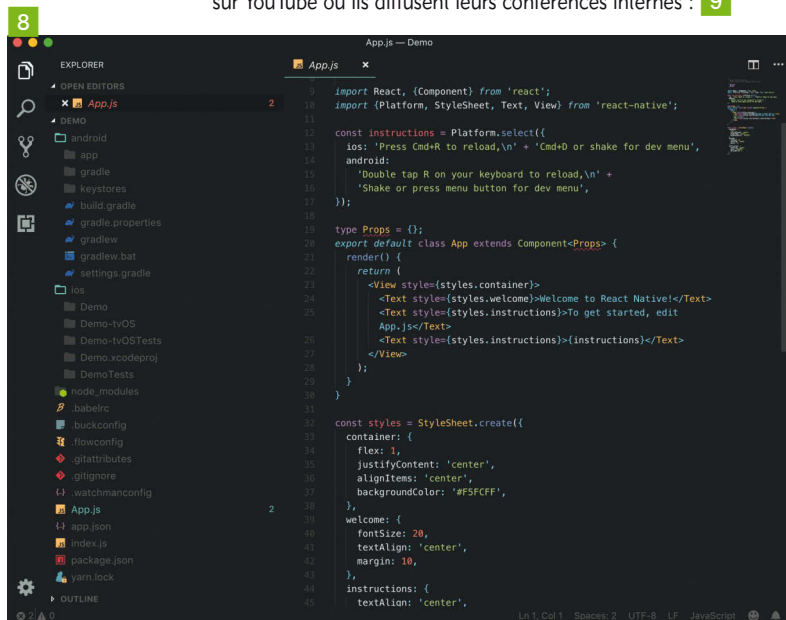 sur YouTube où ils diffusent leurs conférences internes : 9
8
App.js — Demo
EXPLORER
OPEN EDITORS
App.js 2
DEMO
android
app
gradle
keystores
build.gradle
gradle.properties
gradlew
gradlew.bat
settings.gradle
ios
Demo
Demo-tvOS
Demo-tvOSTests
Demo.xcodeproj
DemoTests
node_modules
.babelrc
.buckconfig
.flowconfig
.gitattributes
.gitignore
.watchmanconfig
App.js 2
app.json
index.js
package.json
yarn.lock
OUTLINE
App.js ×
8
9 import React, {Component} from 'react';
10 import {Platform, StyleSheet, Text, View} from 'react-native';
11
12 const instructions = Platform.select({
13 ios: 'Press Cmd+R to reload,\n' + 'Cmd+D or shake for dev menu',
14 android:
15 'Double tap R on your keyboard to reload,\n' +
16 'Shake or press menu button for dev menu',
17 });
18
19 type Props = {};
20 export default class App extends Component<Props> {
21 render() {
22 return (
23 <View style={styles.container}>
24 <Text style={styles.welcome}>Welcome to React Native!</Text>
25 <Text style={styles.instructions}>To get started, edit
App.js</Text>
26 <Text style={styles.instructions}>{instructions}</Text>
27 </View>
28 );
29 }
30 }
31
32 const styles = StyleSheet.create({
33 container: {
34 flex: 1,
35 justifyContent: 'center',
36 alignItems: 'center',
37 backgroundColor: '#F5FCFF',
38 },
39 welcome: {
40 fontSize: 20,
41 textAlign: 'center',
42 margin: 10,
43 },
44 instructions: {
45 textAlign: 'center',
2 0 Ln 1, Col 1 Spaces: 2 UTF-8 LF JavaScript